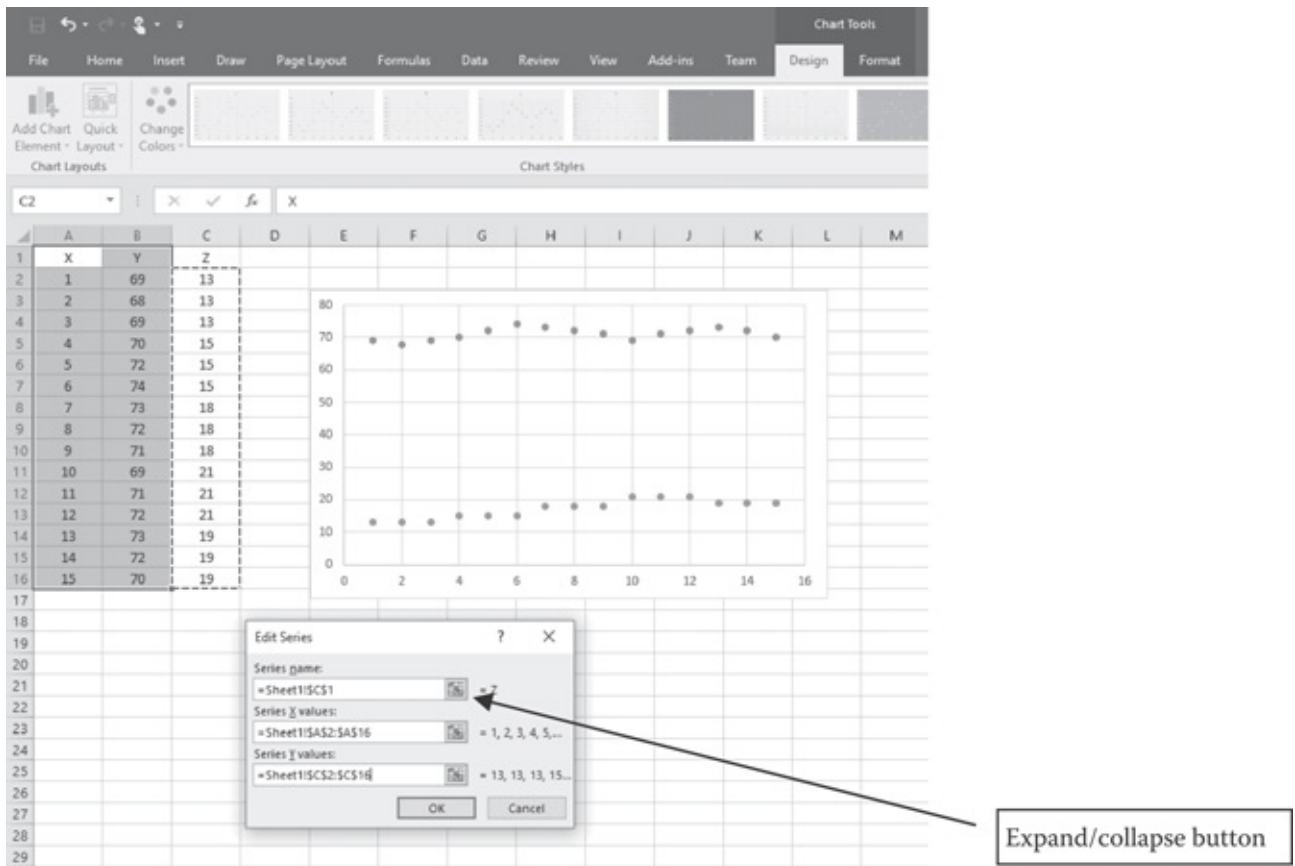 Chart Tools
File Home Insert Draw Page Layout Formulas Data Review View Add-ins Team Design Format
Add Chart Element Quick Layout Change Colors
Chart Layouts Chart Styles
C2 fx X
A B C D E F G H I J K L M
1 X Y Z
2 1 69 13
3 2 68 13
4 3 69 13
5 4 70 15
6 5 72 15
7 6 74 15
8 7 73 18
9 8 72 18
10 9 71 18
11 10 69 21
12 11 71 21
13 12 72 21
14 13 73 19
15 14 72 19
16 15 70 19
17
18
19
20
21
22
23
24
25
26
27
28
29
80
70
60
50
40
30
20
10
0
0 2 4 6 8 10 12 14 16
Edit Series ? X
Series name:
=Sheet1!$C$1 = Z
Series X values:
=Sheet1!$A$2:$A$16 = 1, 2, 3, 4, 5,...
Series Y values:
=Sheet1!$C$2:$C$16 = 13, 13, 13, 15...
OK Cancel
Expand/collapse button